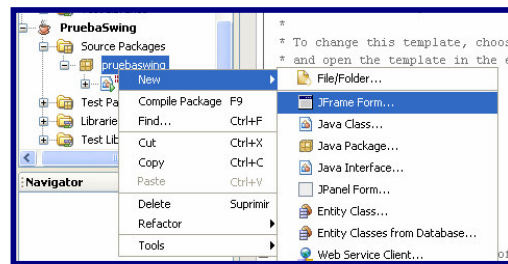 PruebaSwing
Source Packages
pruebaswing
Test Pa
Librarie
Test Lib
Navigator
New
Compile Package F9
Find... Ctrl+F
Cut Ctrl+X
Copy Ctrl+C
Paste Ctrl+V
Delete Suprimir
Refactor
Tools
*
* To change this template, choos
* and open the template in the e
File/Folder...
JFrame Form...
Java Class...
Java Package...
Java Interface...
JPanel Form...
Entity Class...
Entity Classes from Database...
Web Service Client...